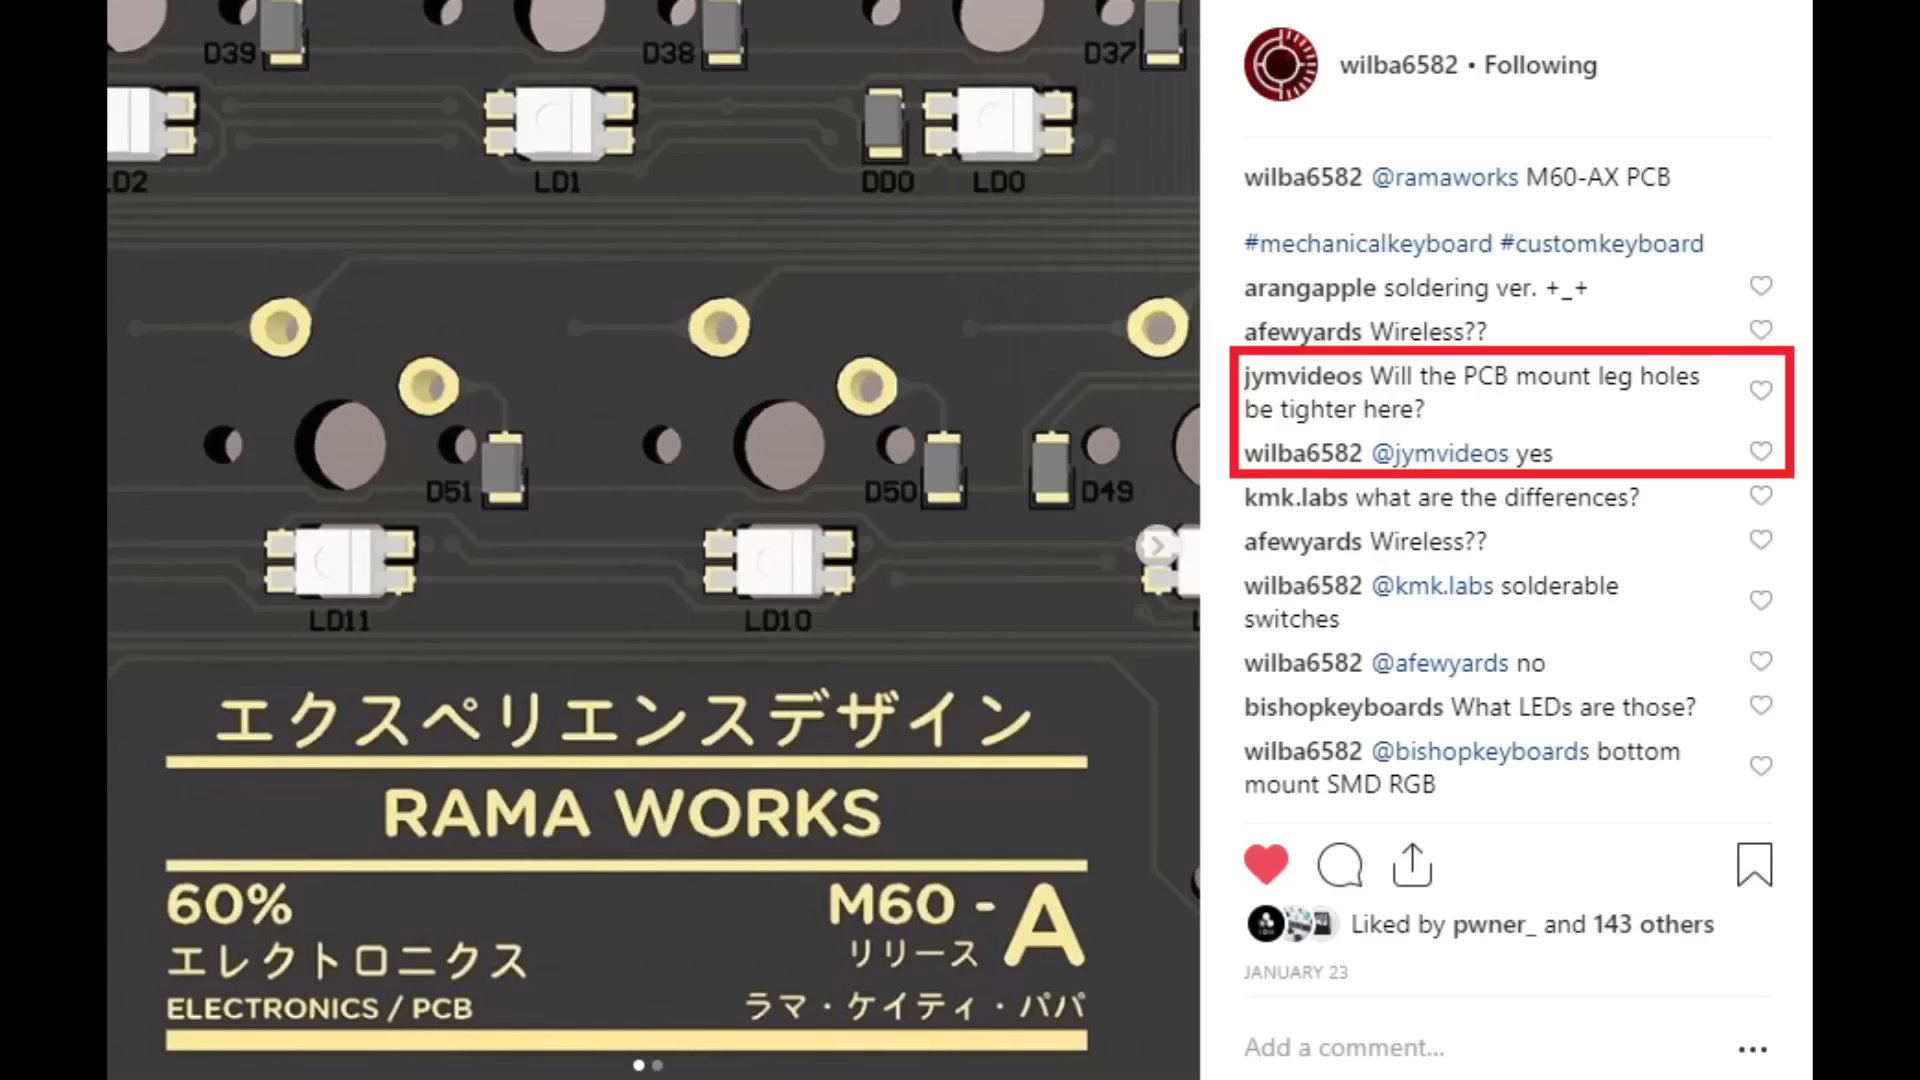 D39
D38
D37
LD1
DD0
LD0
D51
D50
D49
LD11
LD10
エクスペリエンスデザイン
RAMA WORKS
60%
エレクトロニクス
ELECTRONICS / PCB
M60 - A
リリース
ラマ・ケイティ・パパ
wilba6582 • Following
wilba6582 @ramaworks M60-AX PCB
#mechanicalkeyboard #customkeyboard
arangapple soldering ver. +_+
afewyards Wireless??
jymvideos Will the PCB mount leg holes
be tighter here?
wilba6582 @jymvideos yes
kmk.labs what are the differences?
afewyards Wireless??
wilba6582 @kmk.labs solderable
switches
wilba6582 @afewyards no
bishopkeyboards What LEDs are those?
wilba6582 @bishopkeyboards bottom
mount SMD RGB
Liked by pwner_ and 143 others
JANUARY 23
Add a comment...